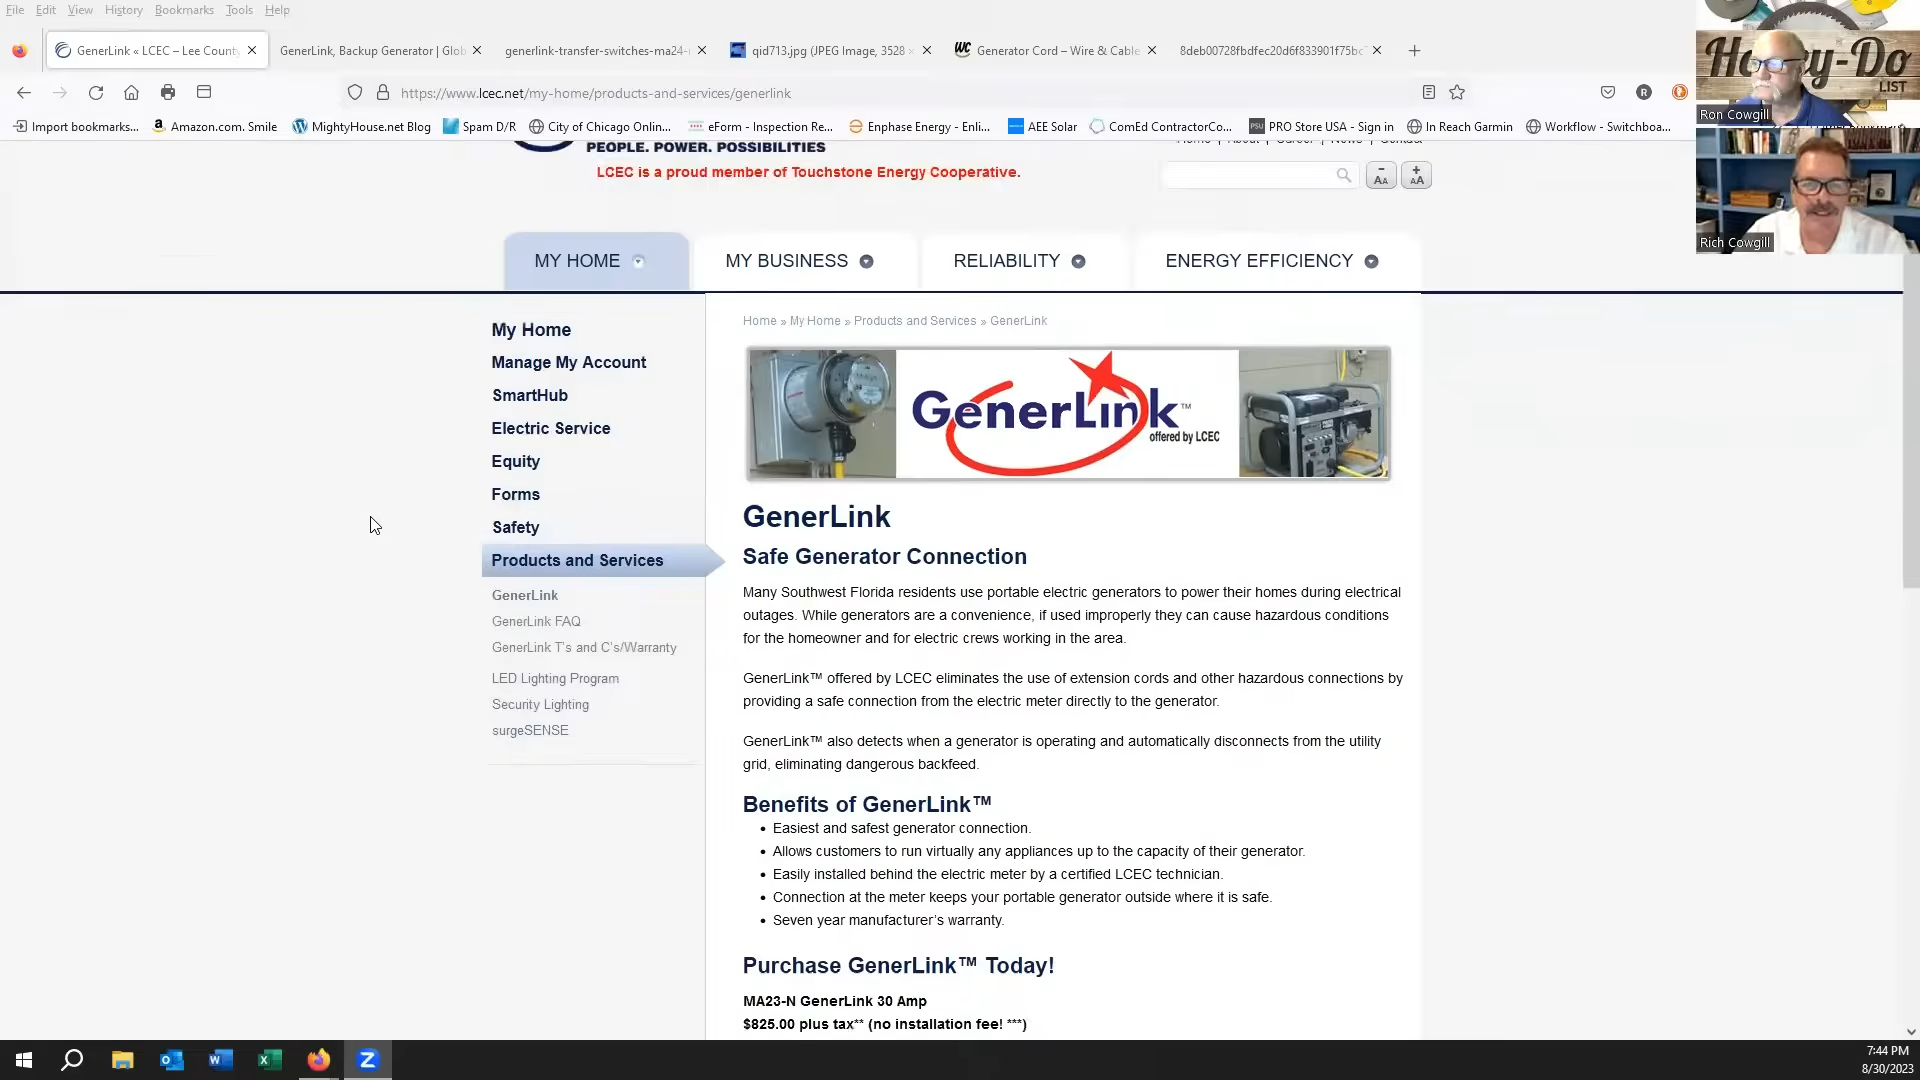 File Edit View History Bookmarks Tools Help
GenerLink « LCEC – Lee County
GenerLink, Backup Generator | Glob
generlink-transfer-switches-ma24-
qid713.jpg (JPEG Image, 3528 ×
WC Generator Cord – Wire & Cable
8deb00728fbdfec20d6f833901f75bc
https://www.lcec.net/my-home/products-and-services/generlink
R
Import bookmarks... Amazon.com. Smile MightyHouse.net Blog Spam D/R City of Chicago Onlin... eForm - Inspection Re... Enphase Energy - Enli... AEE Solar ComEd ContractorCo... PRO Store USA - Sign in In Reach Garmin Workflow - Switchboa...
LIST
Ron Cowgill
Rich Cowgill
PEOPLE. POWER. POSSIBILITIES
Home | About | Career | News | Contact
LCEC is a proud member of Touchstone Energy Cooperative.
- AA
+ AA
MY HOME MY BUSINESS RELIABILITY ENERGY EFFICIENCY
My Home
Manage My Account
SmartHub
Electric Service
Equity
Forms
Safety
Products and Services
GenerLink
GenerLink FAQ
GenerLink T's and C's/Warranty
LED Lighting Program
Security Lighting
surgeSENSE
Home » My Home » Products and Services » GenerLink
GenerLink™
offered by LCEC
GenerLink
Safe Generator Connection
Many Southwest Florida residents use portable electric generators to power their homes during electrical
outages. While generators are a convenience, if used improperly they can cause hazardous conditions
for the homeowner and for electric crews working in the area.
GenerLink™ offered by LCEC eliminates the use of extension cords and other hazardous connections by
providing a safe connection from the electric meter directly to the generator.
GenerLink™ also detects when a generator is operating and automatically disconnects from the utility
grid, eliminating dangerous backfeed.
Benefits of GenerLink™
• Easiest and safest generator connection.
• Allows customers to run virtually any appliances up to the capacity of their generator.
• Easily installed behind the electric meter by a certified LCEC technician.
• Connection at the meter keeps your portable generator outside where it is safe.
• Seven year manufacturer's warranty.
Purchase GenerLink™ Today!
MA23-N GenerLink 30 Amp
$825.00 plus tax** (no installation fee! ***)
7:44 PM
8/30/2023